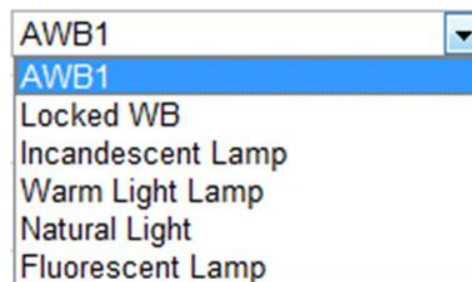 AWB1
AWB1
Locked WB
Incandescent Lamp
Warm Light Lamp
Natural Light
Fluorescent Lamp